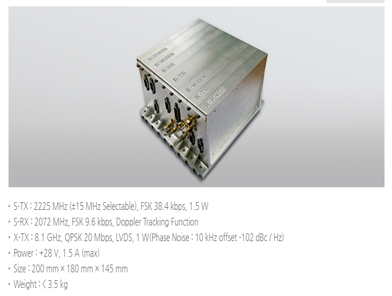 • S-TX : 2225 MHz (±15 MHz Selectable), FSK 38.4 kbps, 1.5 W
• S-RX : 2072 MHz, FSK 9.6 kbps, Doppler Tracking Function
• X-TX : 8.1 GHz, QPSK 20 Mbps, LVDS, 1 W(Phase Noise : 10 kHz offset -102 dBc / Hz)
• Power : +28 V, 1.5 A (max)
• Size : 200 mm × 180 mm × 145 mm
• Weight : < 3.5 kg